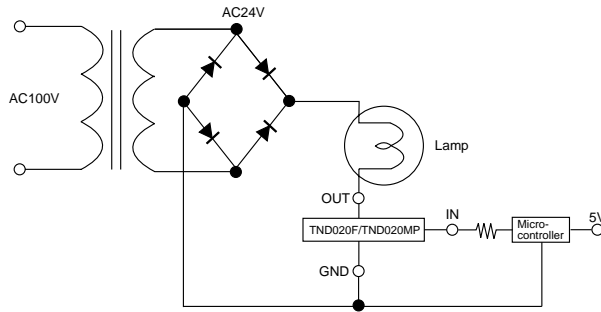 AC24V
AC100V
Lamp
OUT
TND020F/TND020MP
IN
Micro-
controller
5V
GND